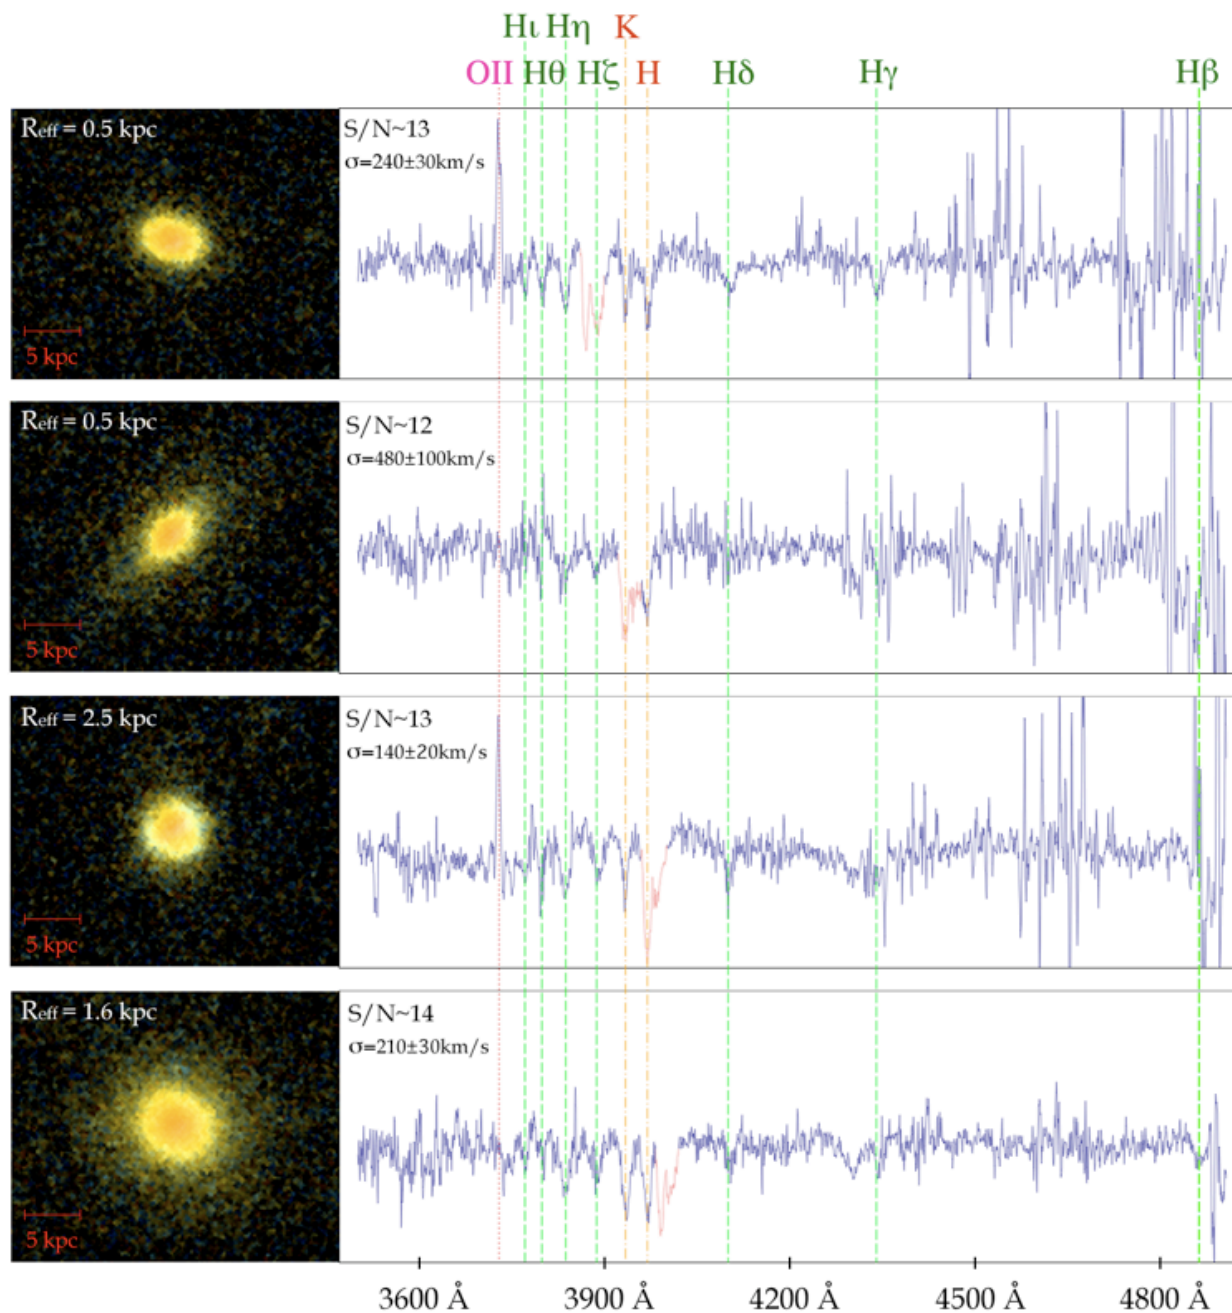 Hι Hη K
OII Hθ Hζ H Hδ Hγ Hβ
Reff = 0.5 kpc
S/N~13
σ=240±30km/s
5 kpc
Reff = 0.5 kpc
S/N~12
σ=480±100km/s
5 kpc
Reff = 2.5 kpc
S/N~13
σ=140±20km/s
5 kpc
Reff = 1.6 kpc
S/N~14
σ=210±30km/s
5 kpc
3600 Å 3900 Å 4200 Å 4500 Å 4800 Å